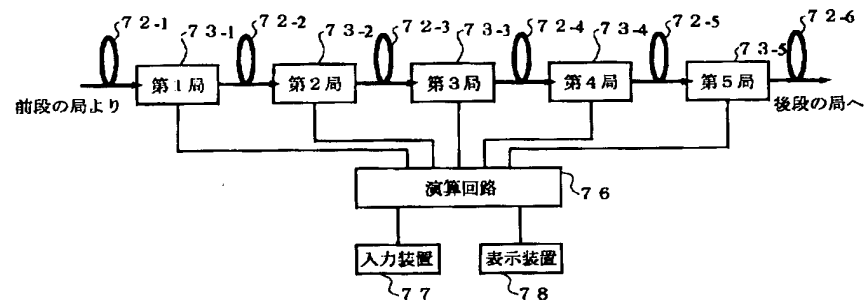 72-1 73-1 72-2 73-2 72-3 73-3 72-4 73-4 72-5 73-5 72-6
第1局 第2局 第3局 第4局 第5局
前段の局より 後段の局へ
演算回路 76
入力装置 表示装置
77 78